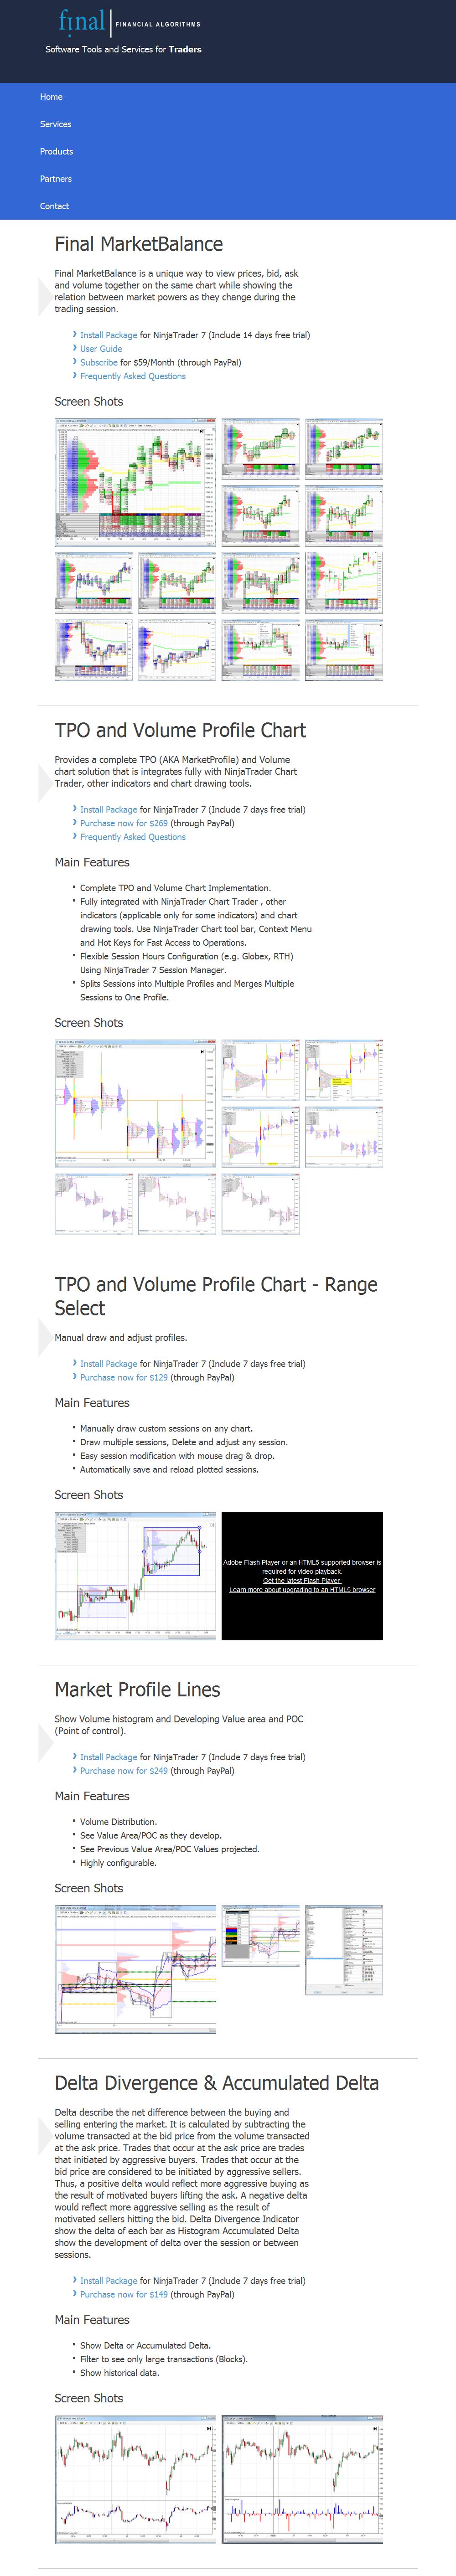 final FINANCIAL ALGORITHMS
Software Tools and Services for Traders
Home
Services
Products
Partners
Contact
Final MarketBalance
Final MarketBalance is a unique way to view prices, bid, ask
and volume together on the same chart while showing the
relation between market powers as they change during the
trading session.
Install Package for NinjaTrader 7 (Include 14 days free trial)
User Guide
Subscribe for $59/Month (through PayPal)
Frequently Asked Questions
Screen Shots
TPO and Volume Profile Chart
Provides a complete TPO (AKA MarketProfile) and Volume
chart solution that is integrates fully with NinjaTrader Chart
Trader, other indicators and chart drawing tools.
Install Package for NinjaTrader 7 (Include 7 days free trial)
Purchase now for $269 (through PayPal)
Frequently Asked Questions
Main Features
• Complete TPO and Volume Chart Implementation.
• Fully integrated with NinjaTrader Chart Trader , other
indicators (applicable only for some indicators) and chart
drawing tools. Use NinjaTrader Chart tool bar, Context Menu
and Hot Keys for Fast Access to Operations.
• Flexible Session Hours Configuration (e.g. Globex, RTH)
Using NinjaTrader 7 Session Manager.
• Splits Sessions into Multiple Profiles and Merges Multiple
Sessions to One Profile.
Screen Shots
TPO and Volume Profile Chart - Range
Select
Manual draw and adjust profiles.
Install Package for NinjaTrader 7 (Include 7 days free trial)
Purchase now for $129 (through PayPal)
Main Features
• Manually draw custom sessions on any chart.
• Draw multiple sessions, Delete and adjust any session.
• Easy session modification with mouse drag & drop.
• Automatically save and reload plotted sessions.
Screen Shots
Adobe Flash Player or an HTML5 supported browser is
required for video playback.
Get the latest Flash Player
Learn more about upgrading to an HTML5 browser
Market Profile Lines
Show Volume histogram and Developing Value area and POC
(Point of control).
Install Package for NinjaTrader 7 (Include 7 days free trial)
Purchase now for $249 (through PayPal)
Main Features
• Volume Distribution.
• See Value Area/POC as they develop.
• See Previous Value Area/POC Values projected.
• Highly configurable.
Screen Shots
Delta Divergence & Accumulated Delta
Delta describe the net difference between the buying and
selling entering the market. It is calculated by subtracting the
volume transacted at the bid price from the volume transacted
at the ask price. Trades that occur at the ask price are trades
that initiated by aggressive buyers. Trades that occur at the
bid price are considered to be initiated by aggressive sellers.
Thus, a positive delta would reflect more aggressive buying as
the result of motivated buyers lifting the ask. A negative delta
would reflect more aggressive selling as the result of
motivated sellers hitting the bid. Delta Divergence Indicator
show the delta of each bar as Histogram Accumulated Delta
show the development of delta over the session or between
sessions.
Install Package for NinjaTrader 7 (Include 7 days free trial)
Purchase now for $149 (through PayPal)
Main Features
• Show Delta or Accumulated Delta.
• Filter to see only large transactions (Blocks).
• Show historical data.
Screen Shots